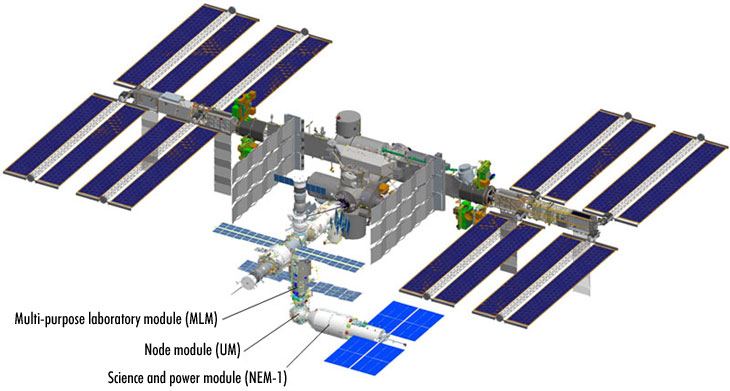 Multi-purpose laboratory module (MLM)
Node module (UM)
Science and power module (NEM-1)